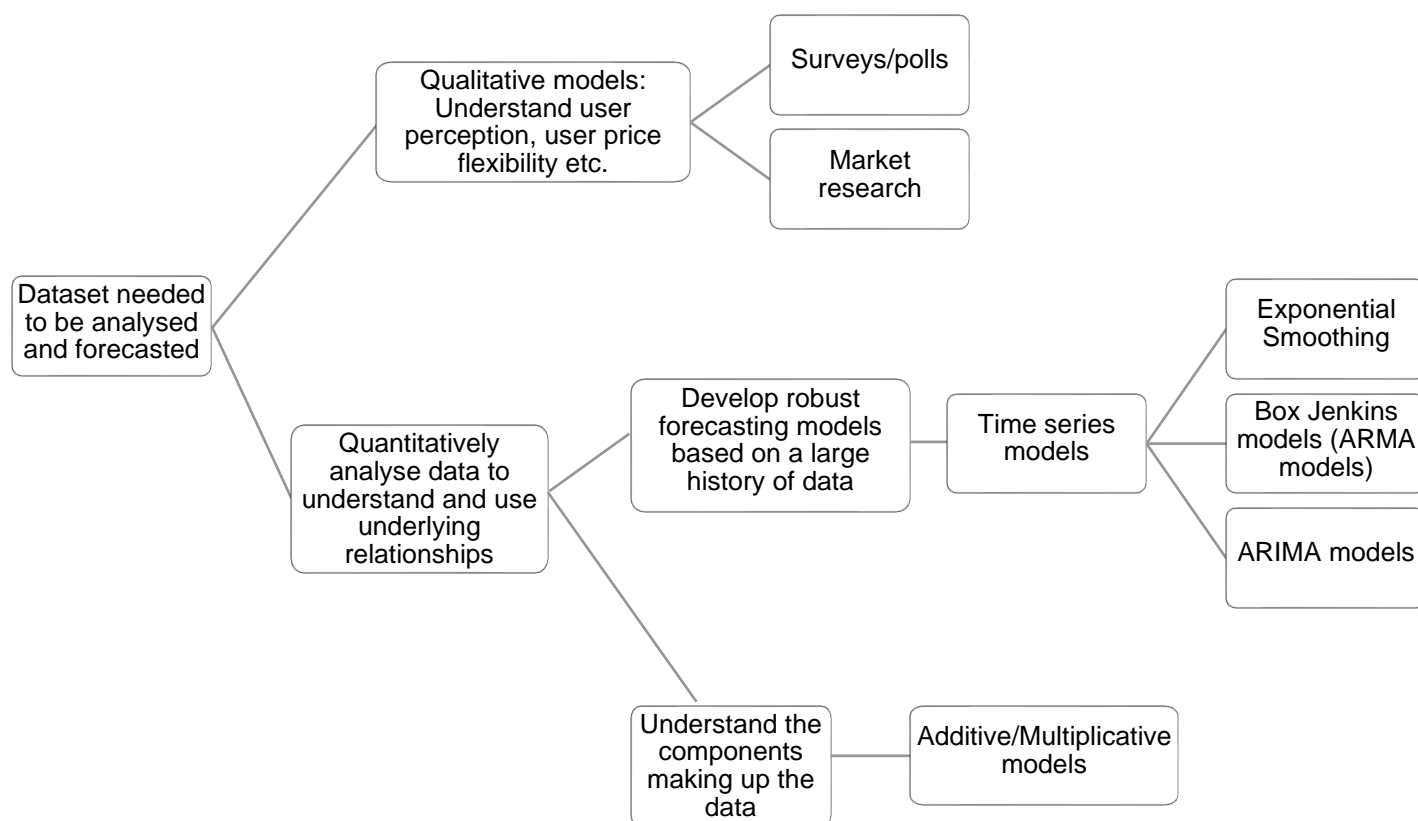 Dataset needed
to be analysed
and forecasted
Qualitative models:
Understand user
perception, user price
flexibility etc.
Surveys/polls
Market
research
Quantitatively
analyse data to
understand and use
underlying
relationships
Develop robust
forecasting models
based on a large
history of data
Time series
models
Exponential
Smoothing
Box Jenkins
models (ARMA
models)
ARIMA models
Understand the
components
making up the
data
Additive/Multiplicative
models